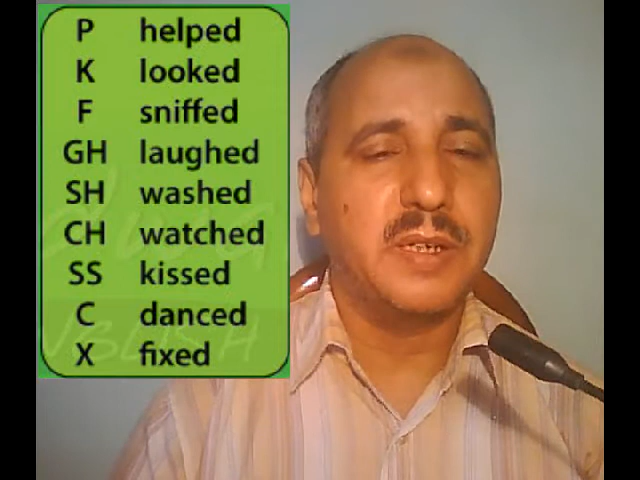 P helped
K looked
F sniffed
GH laughed
SH washed
CH watched
SS kissed
C danced
X fixed